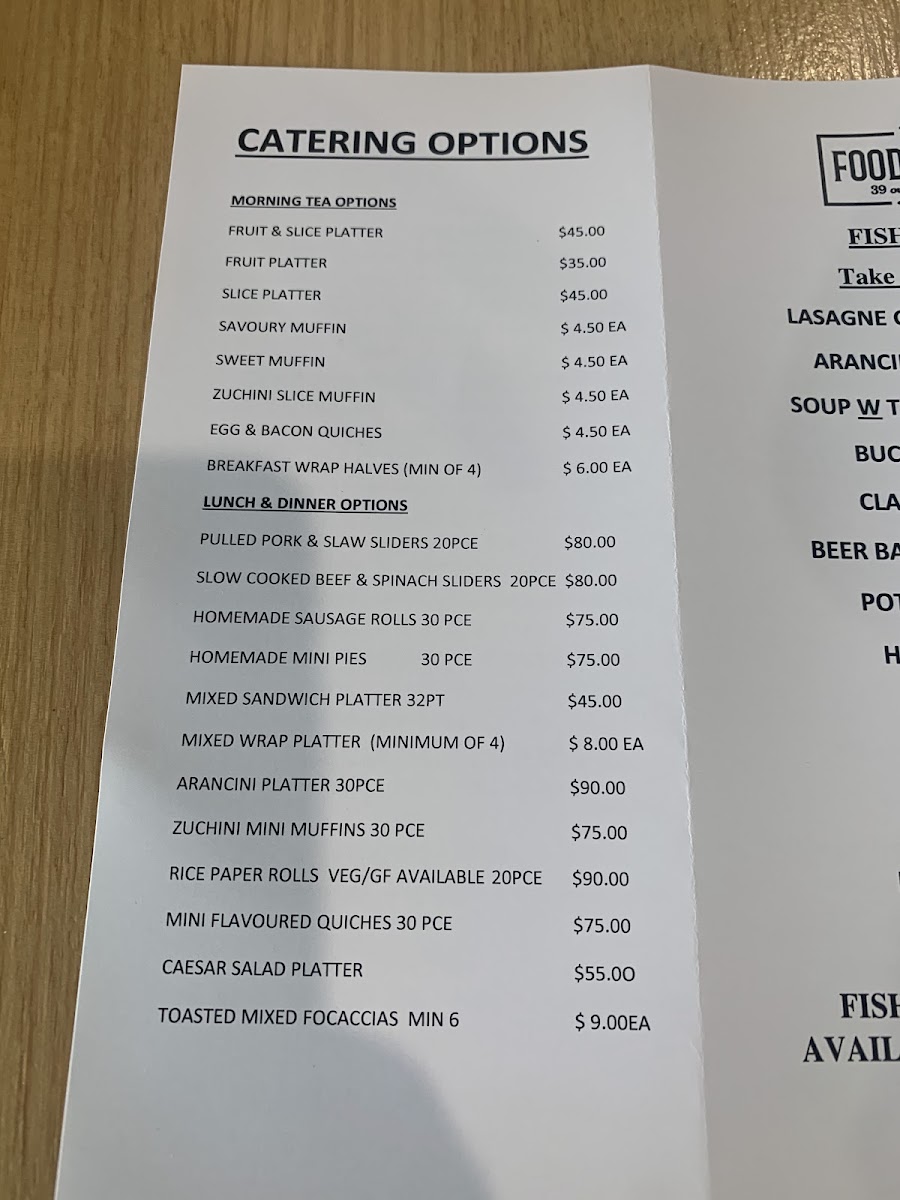 CATERING OPTIONS
MORNING TEA OPTIONS
FRUIT & SLICE PLATTER $45.00
FRUIT PLATTER $35.00
SLICE PLATTER $45.00
SAVOURY MUFFIN $ 4.50 EA
SWEET MUFFIN $ 4.50 EA
ZUCHINI SLICE MUFFIN $ 4.50 EA
EGG & BACON QUICHES $ 4.50 EA
BREAKFAST WRAP HALVES (MIN OF 4) $ 6.00 EA
LUNCH & DINNER OPTIONS
PULLED PORK & SLAW SLIDERS 20PCE $80.00
SLOW COOKED BEEF & SPINACH SLIDERS 20PCE $80.00
HOMEMADE SAUSAGE ROLLS 30 PCE $75.00
HOMEMADE MINI PIES 30 PCE $75.00
MIXED SANDWICH PLATTER 32PT $45.00
MIXED WRAP PLATTER (MINIMUM OF 4) $ 8.00 EA
ARANCINI PLATTER 30PCE $90.00
ZUCHINI MINI MUFFINS 30 PCE $75.00
RICE PAPER ROLLS VEG/GF AVAILABLE 20PCE $90.00
MINI FLAVOURED QUICHES 30 PCE $75.00
CAESAR SALAD PLATTER $55.0O
TOASTED MIXED FOCACCIAS MIN 6 $ 9.00EA
FOOD
39
FISH
Take
LASAGNE
ARANCI
SOUP W T
BUC
CLA
BEER BA
POT
H
FISH
AVAIL